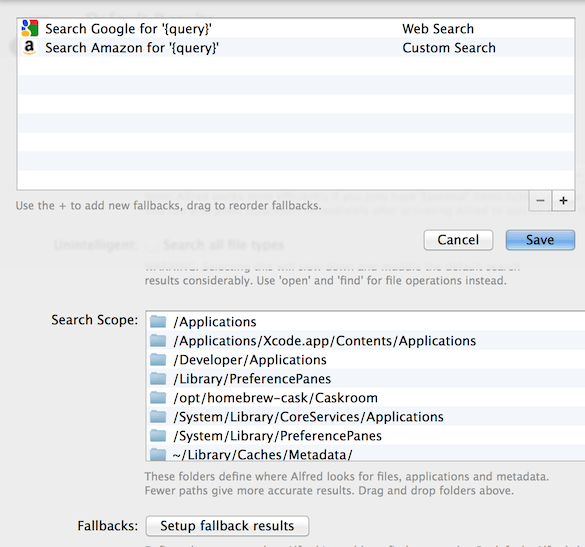 Search Google for '{query}' Web Search
Search Amazon for '{query}' Custom Search
Use the + to add new fallbacks, drag to reorder fallbacks.
− +
Unintelligent: Search all file types
Cancel Save
results considerably. Use 'open' and 'find' for file operations instead.
Search Scope: /Applications
/Applications/Xcode.app/Contents/Applications
/Developer/Applications
/Library/PreferencePanes
/opt/homebrew-cask/Caskroom
/System/Library/CoreServices/Applications
/System/Library/PreferencePanes
~/Library/Caches/Metadata/
These folders define where Alfred looks for files, applications and metadata.
Fewer paths give more accurate results. Drag and drop folders above.
Fallbacks: Setup fallback results